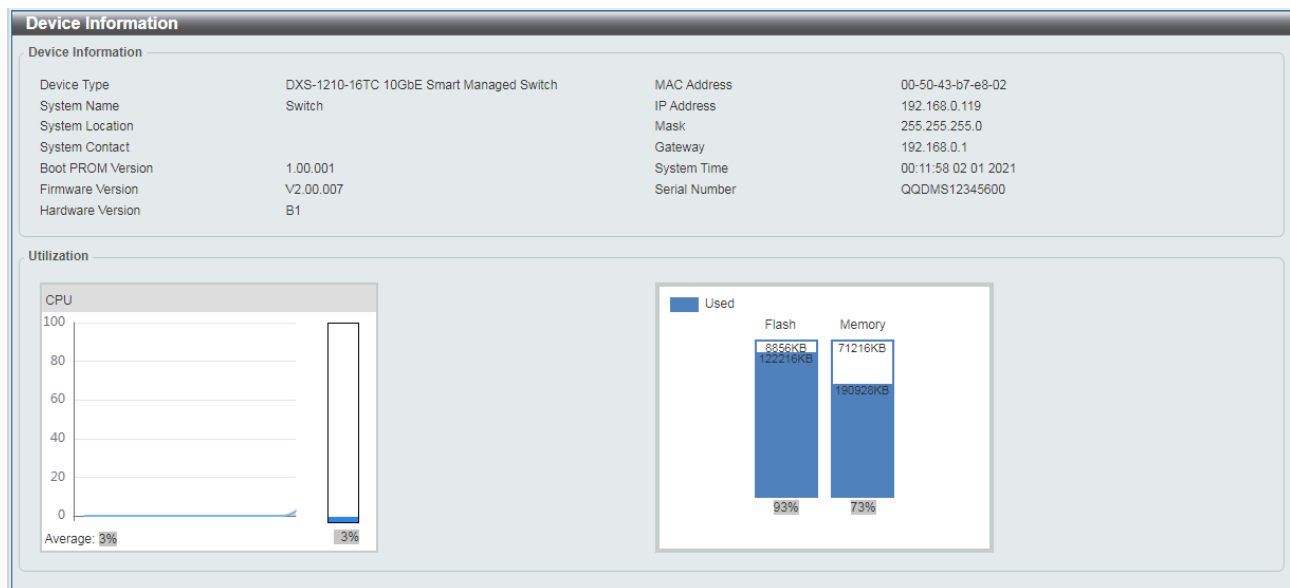 Device Information
Device Information
Device Type DXS-1210-16TC 10GbE Smart Managed Switch MAC Address 00-50-43-b7-e8-02
System Name Switch IP Address 192.168.0.119
System Location Mask 255.255.255.0
System Contact Gateway 192.168.0.1
Boot PROM Version 1.00.001 System Time 00:11:58 02 01 2021
Firmware Version V2.00.007 Serial Number QQDMS12345600
Hardware Version B1
Utilization
CPU
100
80
60
40
20
0
Average: 3% 3%
Used
Flash Memory
8856KB 71216KB
122216KB
190928KB
93% 73%